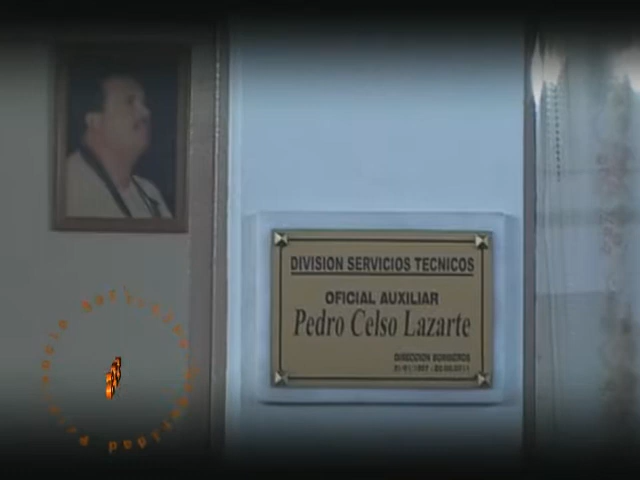 DIVISION SERVICIOS TECNICOS
OFICIAL AUXILIAR
Pedro Celso Lazarte
DIRECCION BOMBEROS